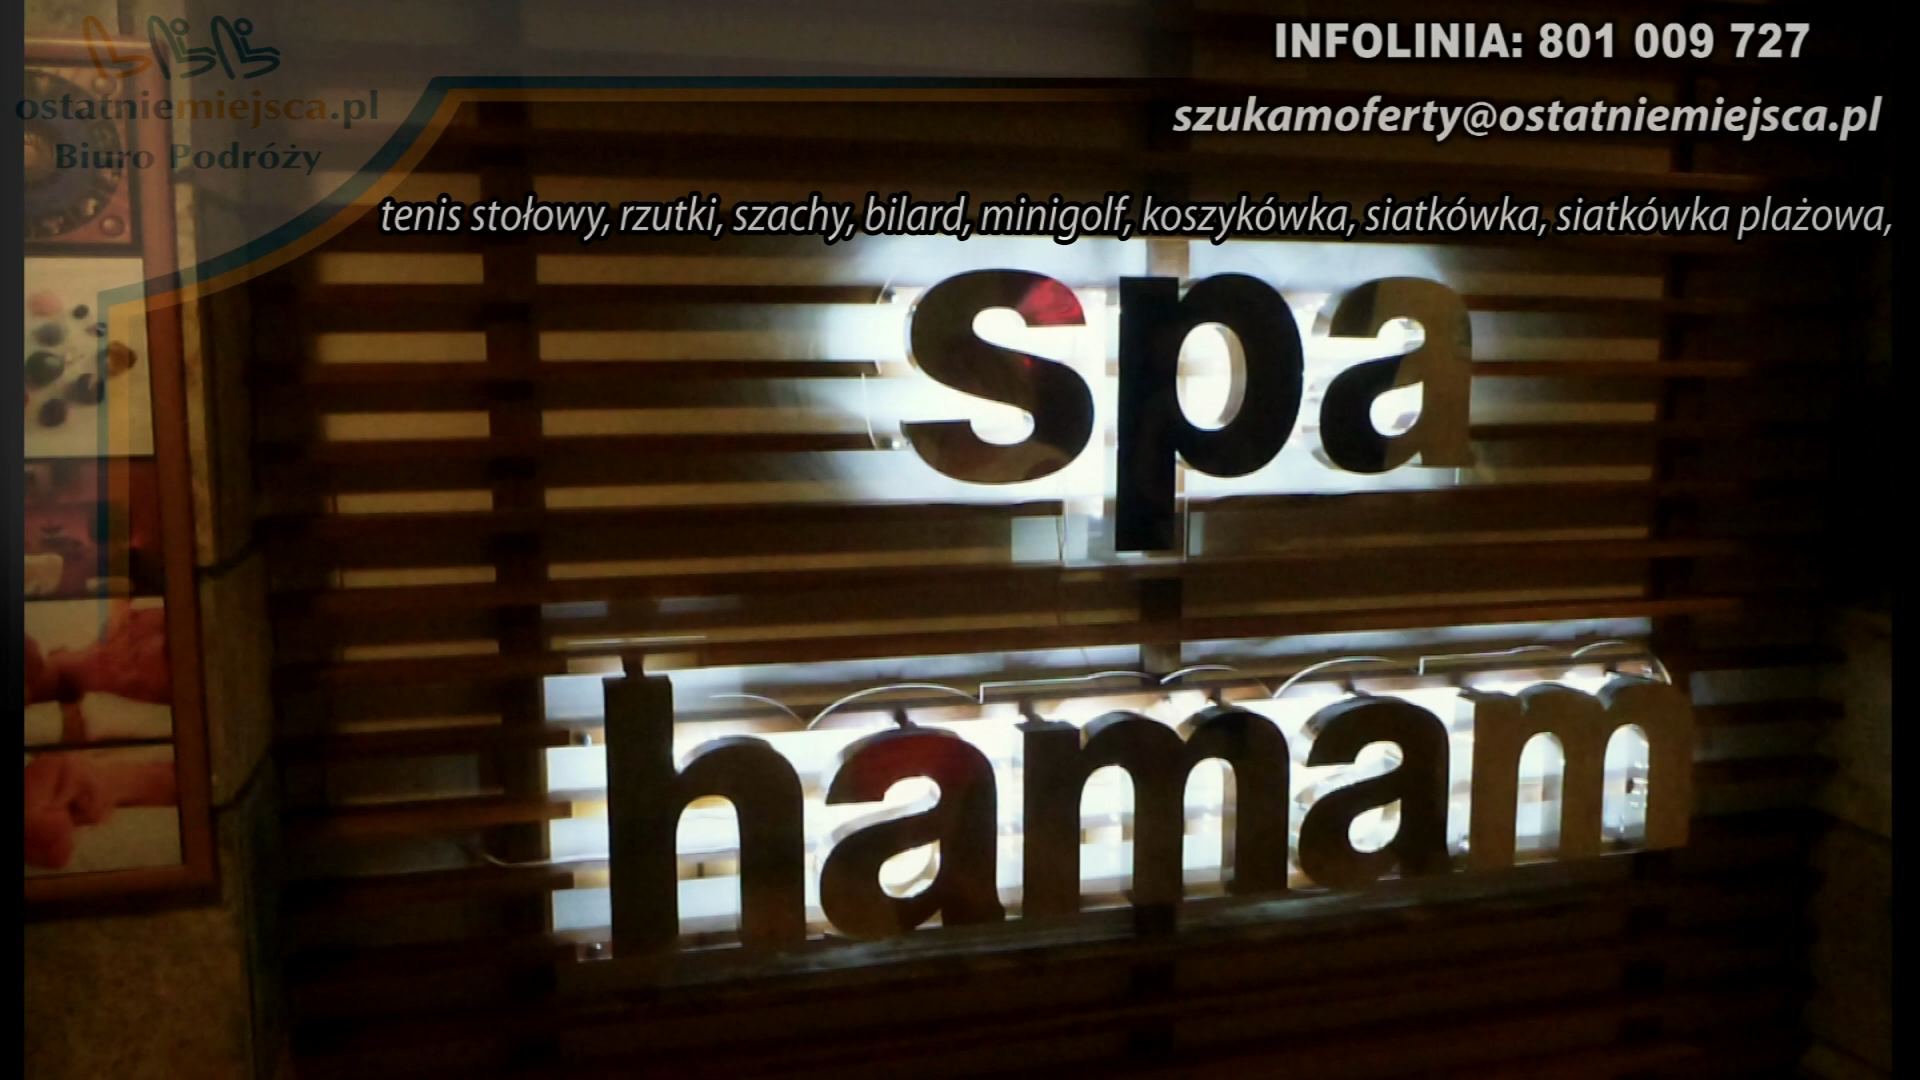 INFOLINIA: 801 009 727
ostatniemiejsca.pl
szukamoferty@ostatniemiejsca.pl
Biuro Podróży
tenis stołowy, rzutki, szachy, bilard, minigolf, koszykówka, siatkówka, siatkówka plażowa,
spa
hamam